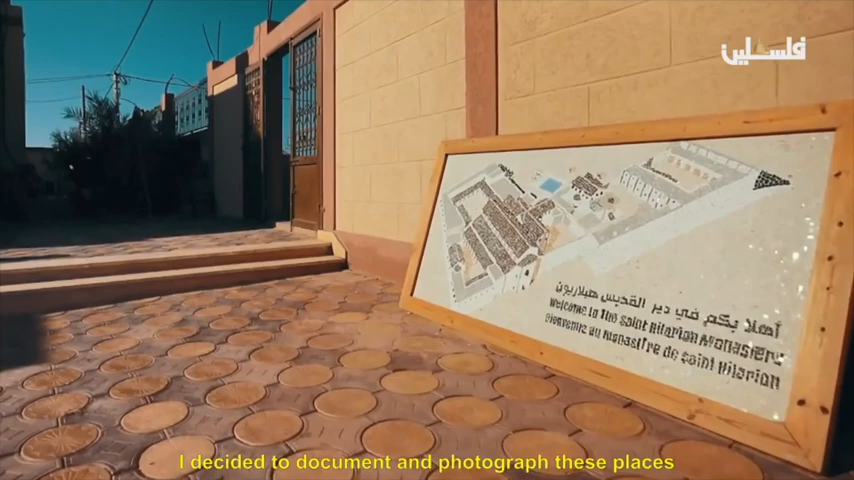 فلسطين
أهلا بكم في دير القديس هيلاريون
Welcome to The Saint Hilarion Monastery
Bienvenue au Monastère de Saint Hilarion
I decided to document and photograph these places